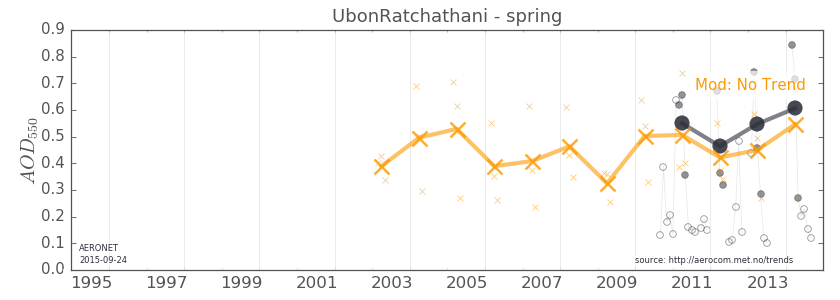 UbonRatchathani - spring
0.9
0.8
0.7
0.6
0.5
0.4
0.3
0.2
0.1
0.0
AOD550
Mod: No Trend
AERONET
2015-09-24
source: http://aerocom.met.no/trends
1995 1997 1999 2001 2003 2005 2007 2009 2011 2013